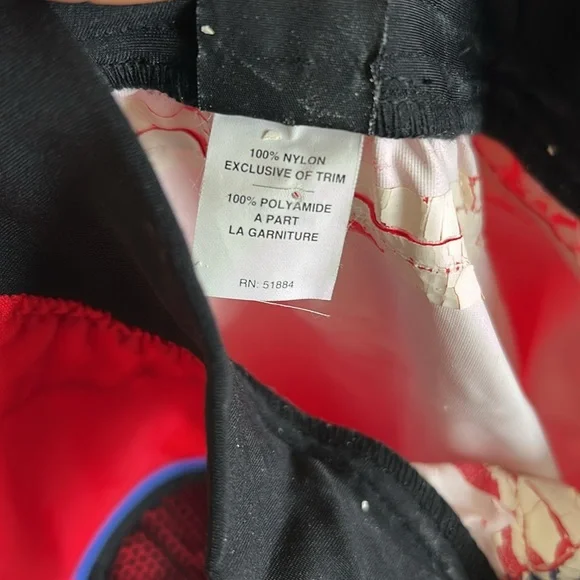 100% NYLON
EXCLUSIVE OF TRIM
100% POLYAMIDE
A PART
LA GARNITURE
RN: 51884